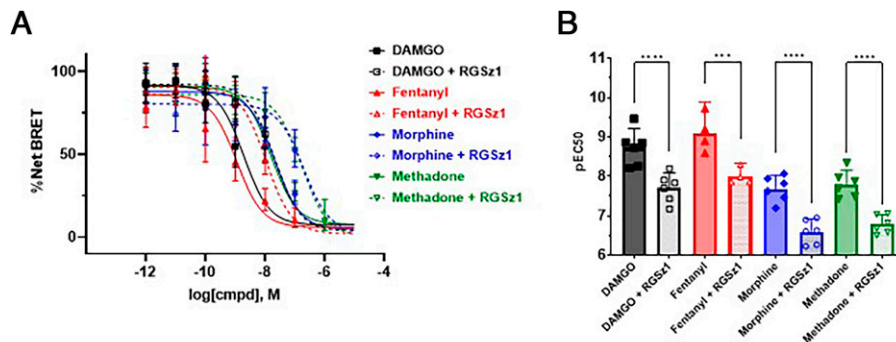 A
%Net BRET
100
50
0
-12
-10
-8
-6
-4
log[cmpd], M
DAMGO
DAMGO + RGSz1
Fentanyl
Fentanyl + RGSz1
Morphine
Morphine + RGSz1
Methadone
Methadone + RGSz1
B
pEC50
11
10
9
8
7
6
****
***
****
****
DAMGO
DAMGO + RGSz1
Fentanyl
Fentanyl + RGSz1
Morphine
Morphine + RGSz1
Methadone
Methadone + RGSz1